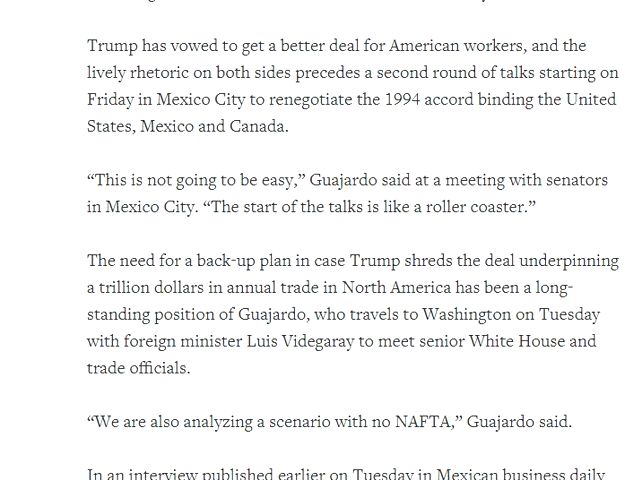 Trump has vowed to get a better deal for American workers, and the
lively rhetoric on both sides precedes a second round of talks starting on
Friday in Mexico City to renegotiate the 1994 accord binding the United
States, Mexico and Canada.
“This is not going to be easy,” Guajardo said at a meeting with senators
in Mexico City. “The start of the talks is like a roller coaster.”
The need for a back-up plan in case Trump shreds the deal underpinning
a trillion dollars in annual trade in North America has been a long-
standing position of Guajardo, who travels to Washington on Tuesday
with foreign minister Luis Videgaray to meet senior White House and
trade officials.
“We are also analyzing a scenario with no NAFTA,” Guajardo said.
In an interview published earlier on Tuesday in Mexican business daily